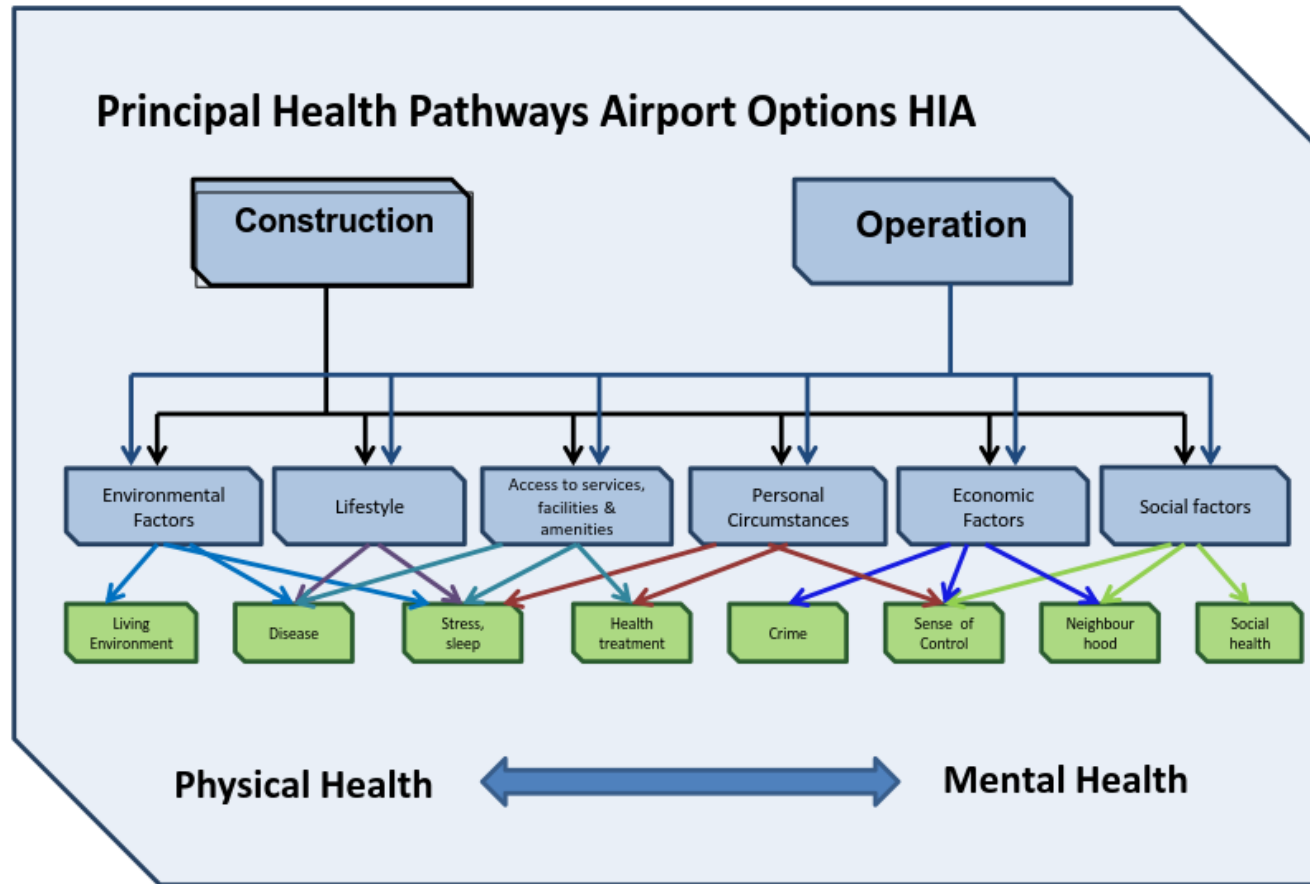 Principal Health Pathways Airport Options HIA
Construction
Operation
Environmental
Factors
Lifestyle
Access to services,
facilities &
amenities
Personal
Circumstances
Economic
Factors
Social factors
Living
Environment
Disease
Stress,
sleep
Health
treatment
Crime
Sense of
Control
Neighbour
hood
Social
health
Physical Health
Mental Health